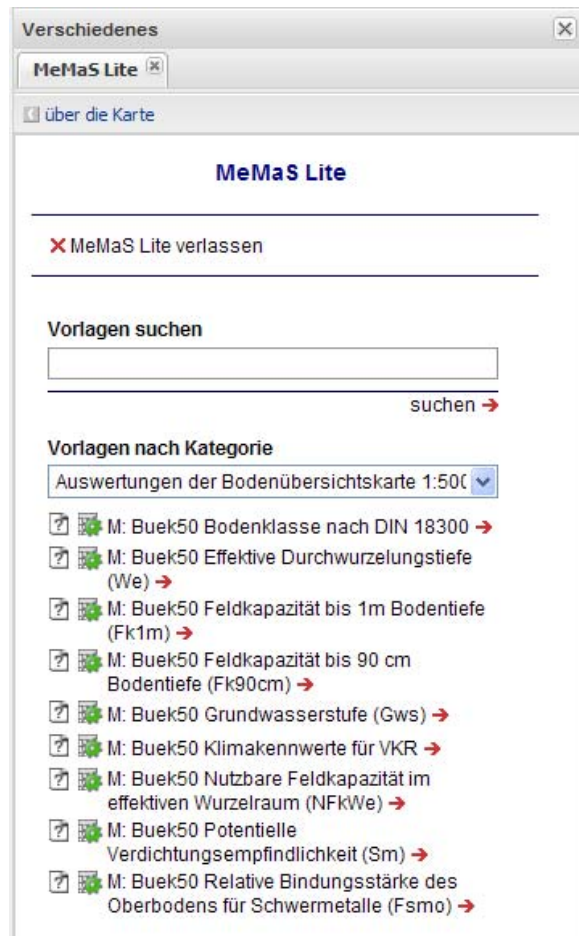 Verschiedenes
MeMaS Lite
über die Karte
MeMaS Lite
MeMaS Lite verlassen
Vorlagen suchen
suchen
Vorlagen nach Kategorie
Auswertungen der Bodenübersichtskarte 1:500
M: Buek50 Bodenklasse nach DIN 18300
M: Buek50 Effektive Durchwurzelungstiefe
(We)
M: Buek50 Feldkapazität bis 1m Bodentiefe
(Fk1m)
M: Buek50 Feldkapazität bis 90 cm
Bodentiefe (Fk90cm)
M: Buek50 Grundwasserstufe (Gws)
M: Buek50 Klimakennwerte für VKR
M: Buek50 Nutzbare Feldkapazität im
effektiven Wurzelraum (NFkWe)
M: Buek50 Potentielle
Verdichtungsempfindlichkeit (Sm)
M: Buek50 Relative Bindungsstärke des
Oberbodens für Schwermetalle (Fsmo)